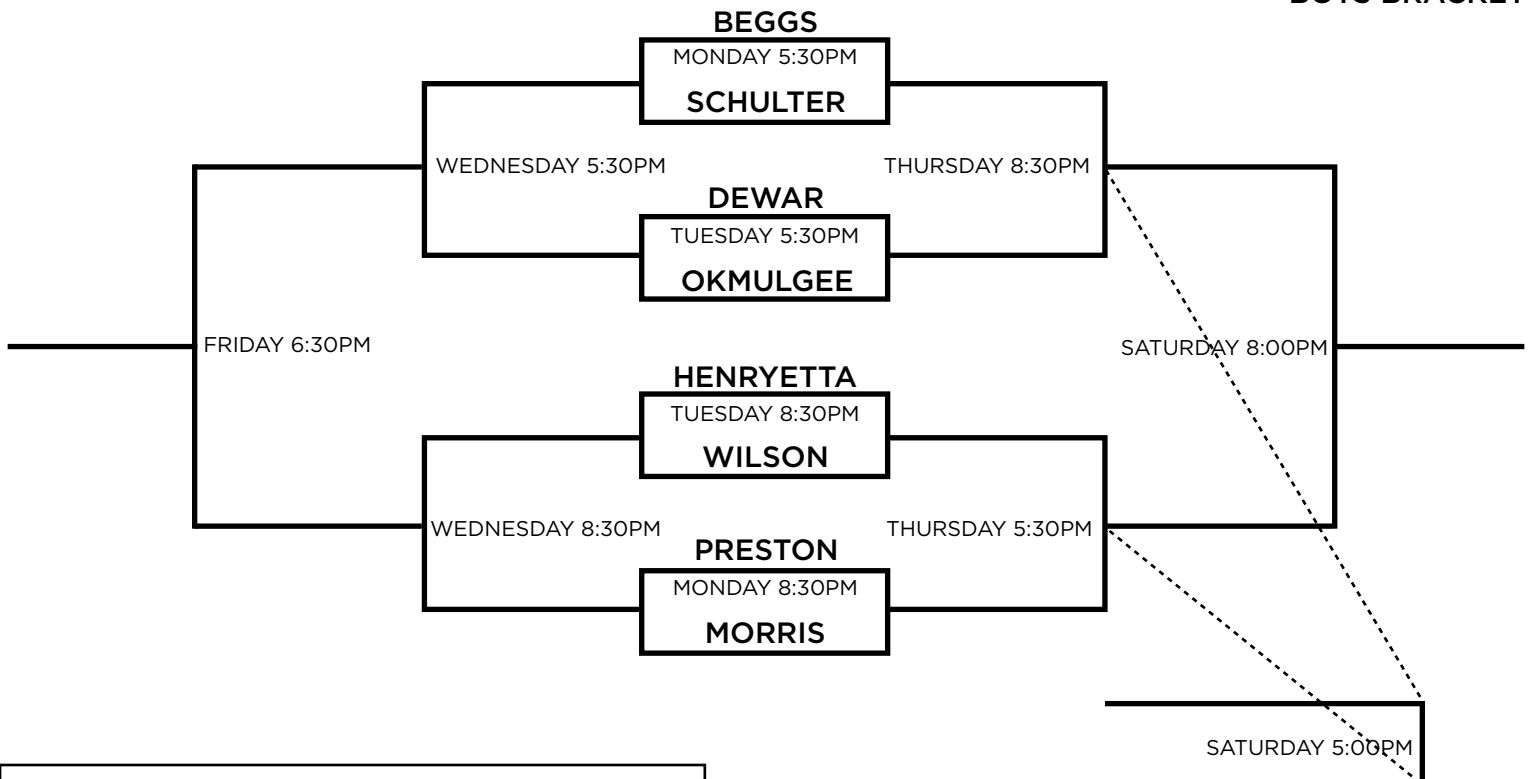 BEGGS
MONDAY 5:30PM
SCHULTER
WEDNESDAY 5:30PM
THURSDAY 8:30PM
DEWAR
TUESDAY 5:30PM
OKMULGEE
FRIDAY 6:30PM
SATURDAY 8:00PM
HENRYETTA
TUESDAY 8:30PM
WILSON
WEDNESDAY 8:30PM
THURSDAY 5:30PM
PRESTON
MONDAY 8:30PM
MORRIS
SATURDAY 5:00PM